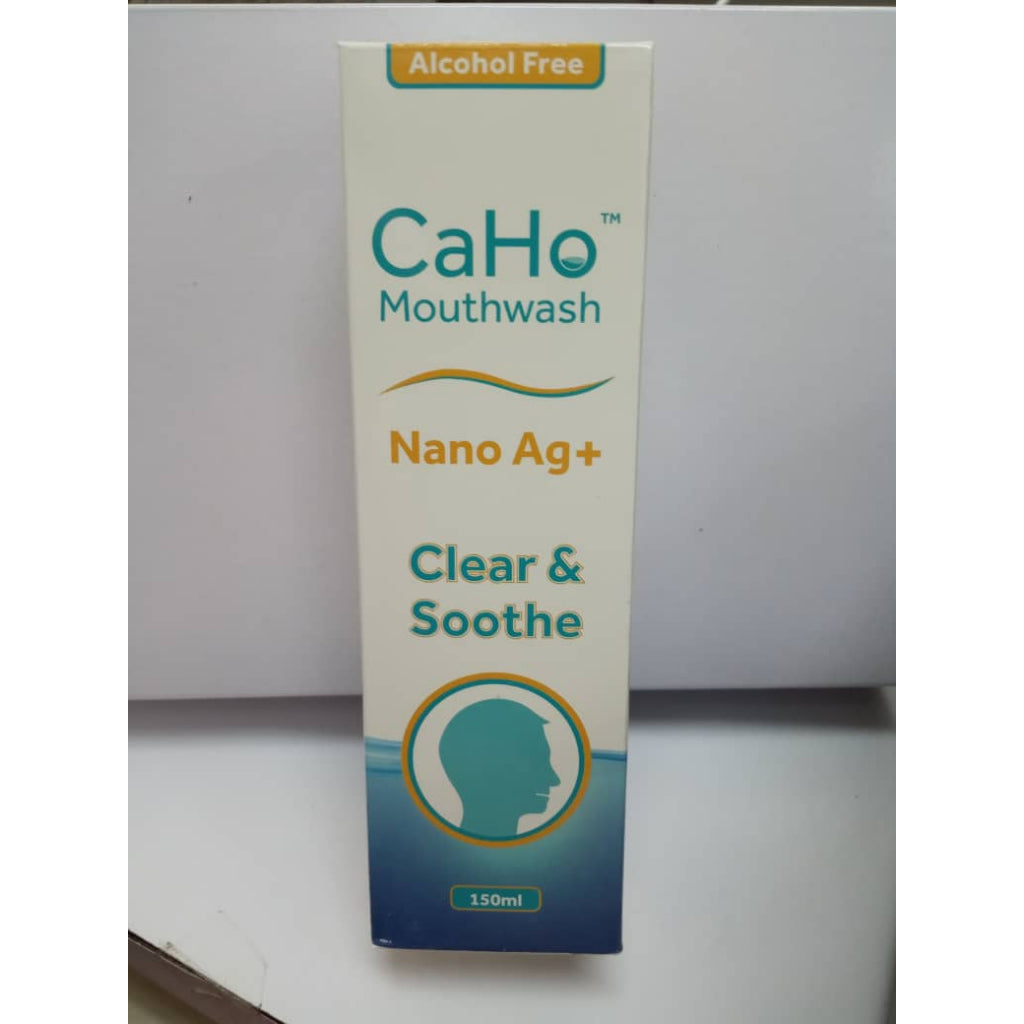 Alcohol Free
CaHo™
Mouthwash
Nano Ag+
Clear &
Soothe
150ml